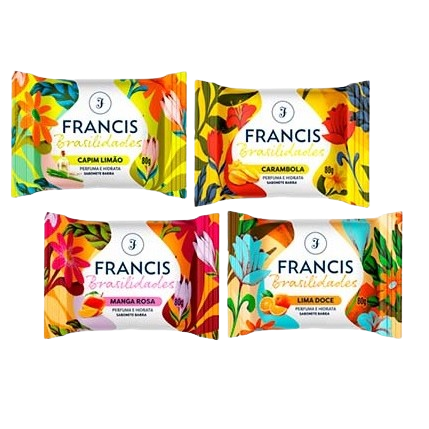 J
FRANCIS
Brasilidades
CAPIM LIMÃO
80g
PERFUMA E HIDRATA
SABONETE BARRA
J
FRANCIS
Brasilidades
CARAMBOLA
80g
PERFUMA E HIDRATA
SABONETE BARRA
J
FRANCIS
Brasilidades
MANGA ROSA
80g
PERFUMA E HIDRATA
SABONETE BARRA
J
FRANCIS
Brasilidades
LIMA DOCE
80g
PERFUMA E HIDRATA
SABONETE BARRA